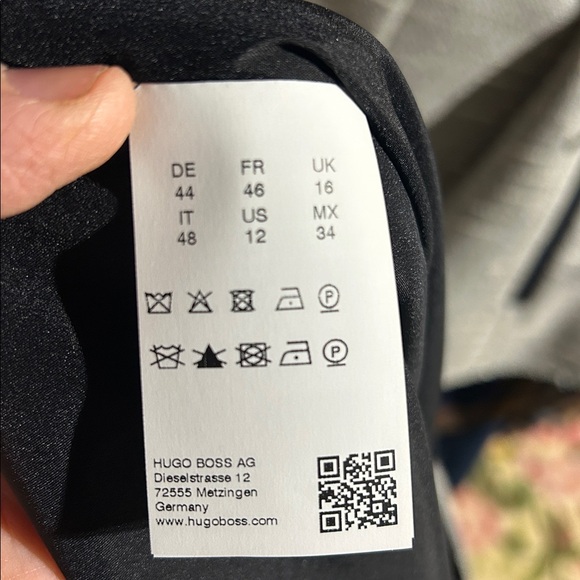 DE FR UK
44 46 16
IT US MX
48 12 34
P
P
HUGO BOSS AG
Dieselstrasse 12
72555 Metzingen
Germany
www.hugoboss.com